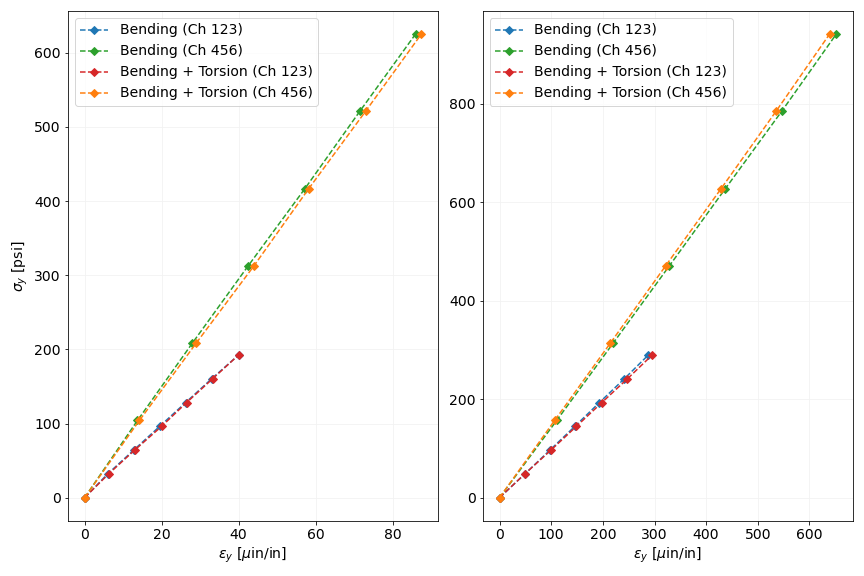 Bending (Ch 123)
Bending (Ch 456)
Bending + Torsion (Ch 123)
Bending + Torsion (Ch 456)
600
500
400
300
200
100
0
σy [psi]
0 20 40 60 80
εy [μin/in]
Bending (Ch 123)
Bending (Ch 456)
Bending + Torsion (Ch 123)
Bending + Torsion (Ch 456)
800
600
400
200
0
0 100 200 300 400 500 600
εy [μin/in]